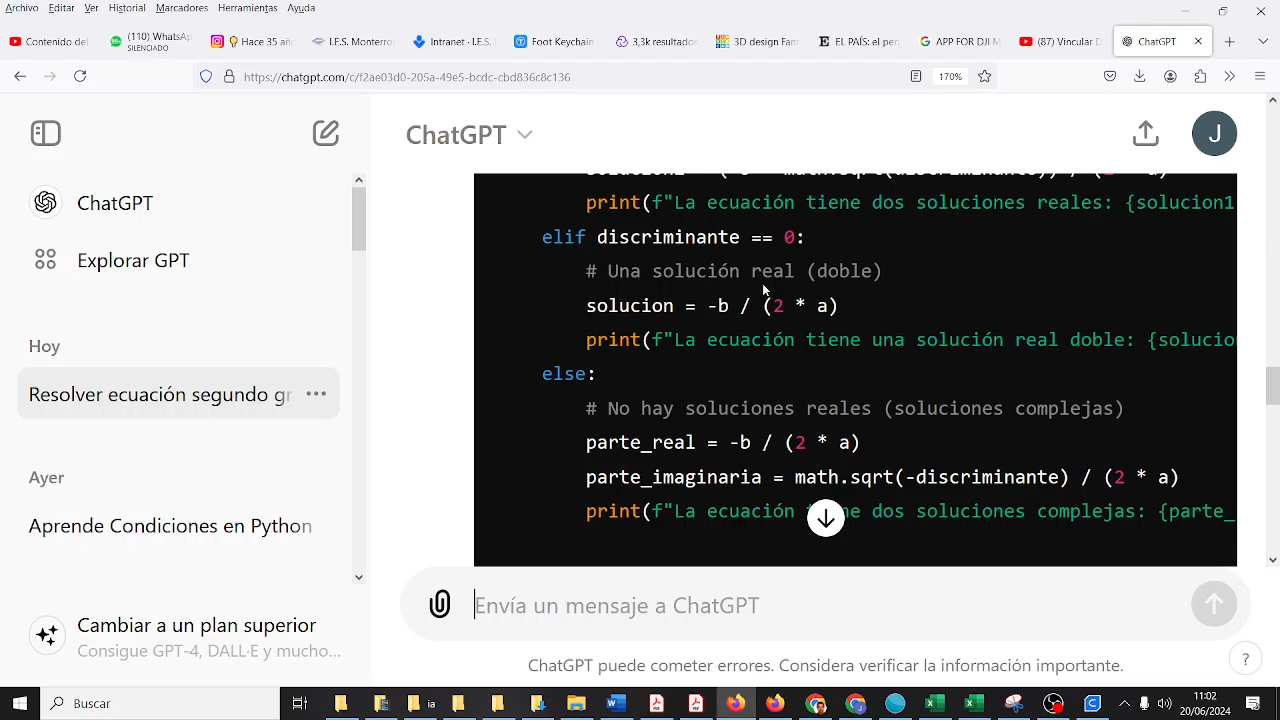 Archivo Editar Ver Historial Marcadores Herramientas Ayuda
Contenido del (110) WhatsAp SILENCIADO Hace 35 añ I.E.S. Monterro Intranet - I.E.S. Foot Keychain 3,3k resultado 3D design Fant EL PAÍS: el peri APP FOR DJI M (87) Vincular D ChatGPT
https://chatgpt.com/c/f2ae03d0-205a-49e5-bcdc-cbd836c8c136 170%
ChatGPT
J
ChatGPT
Explorar GPT
Hoy
Resolver ecuación segundo gr
Ayer
Aprende Condiciones en Python
Cambiar a un plan superior
Consigue GPT-4, DALL·E y mucho...
print(f"La ecuación tiene dos soluciones reales: {solucion1
elif discriminante == 0:
# Una solución real (doble)
solucion = -b / (2 * a)
print(f"La ecuación tiene una solución real doble: {solucio
else:
# No hay soluciones reales (soluciones complejas)
parte_real = -b / (2 * a)
parte_imaginaria = math.sqrt(-discriminante) / (2 * a)
print(f"La ecuación ne dos soluciones complejas: {parte_
Envía un mensaje a ChatGPT
ChatGPT puede cometer errores. Considera verificar la información importante.
?
Buscar
ia
11:02
20/06/2024